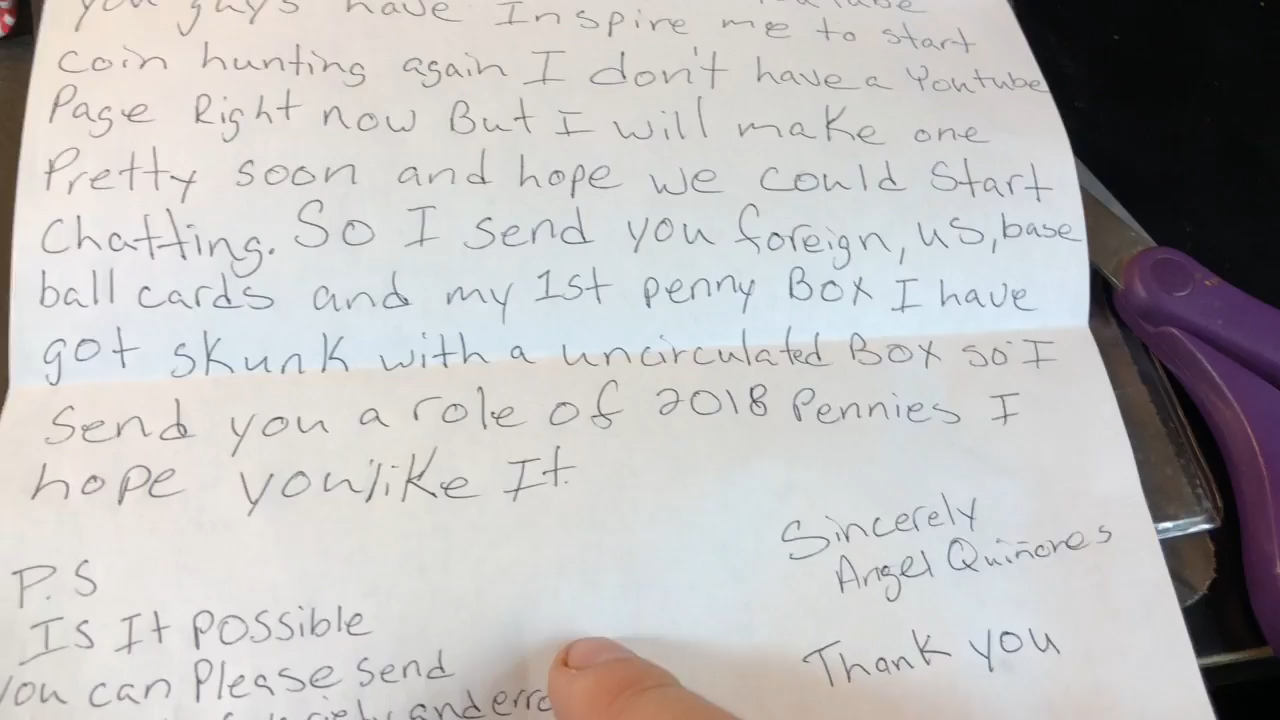 you guys have Inspire me to start
coin hunting again I don't have a Youtube
Page Right now But I will make one
Pretty soon and hope we could start
chatting. So I send you foreign, us, base
ball cards and my 1st penny Box I have
got skunk with a uncirculated Box so I
send you a role of 2018 Pennies I
hope you like It.
Sincerely
Angel Quiñores
Thank you
P.S
Is It possible
You can Please send
and